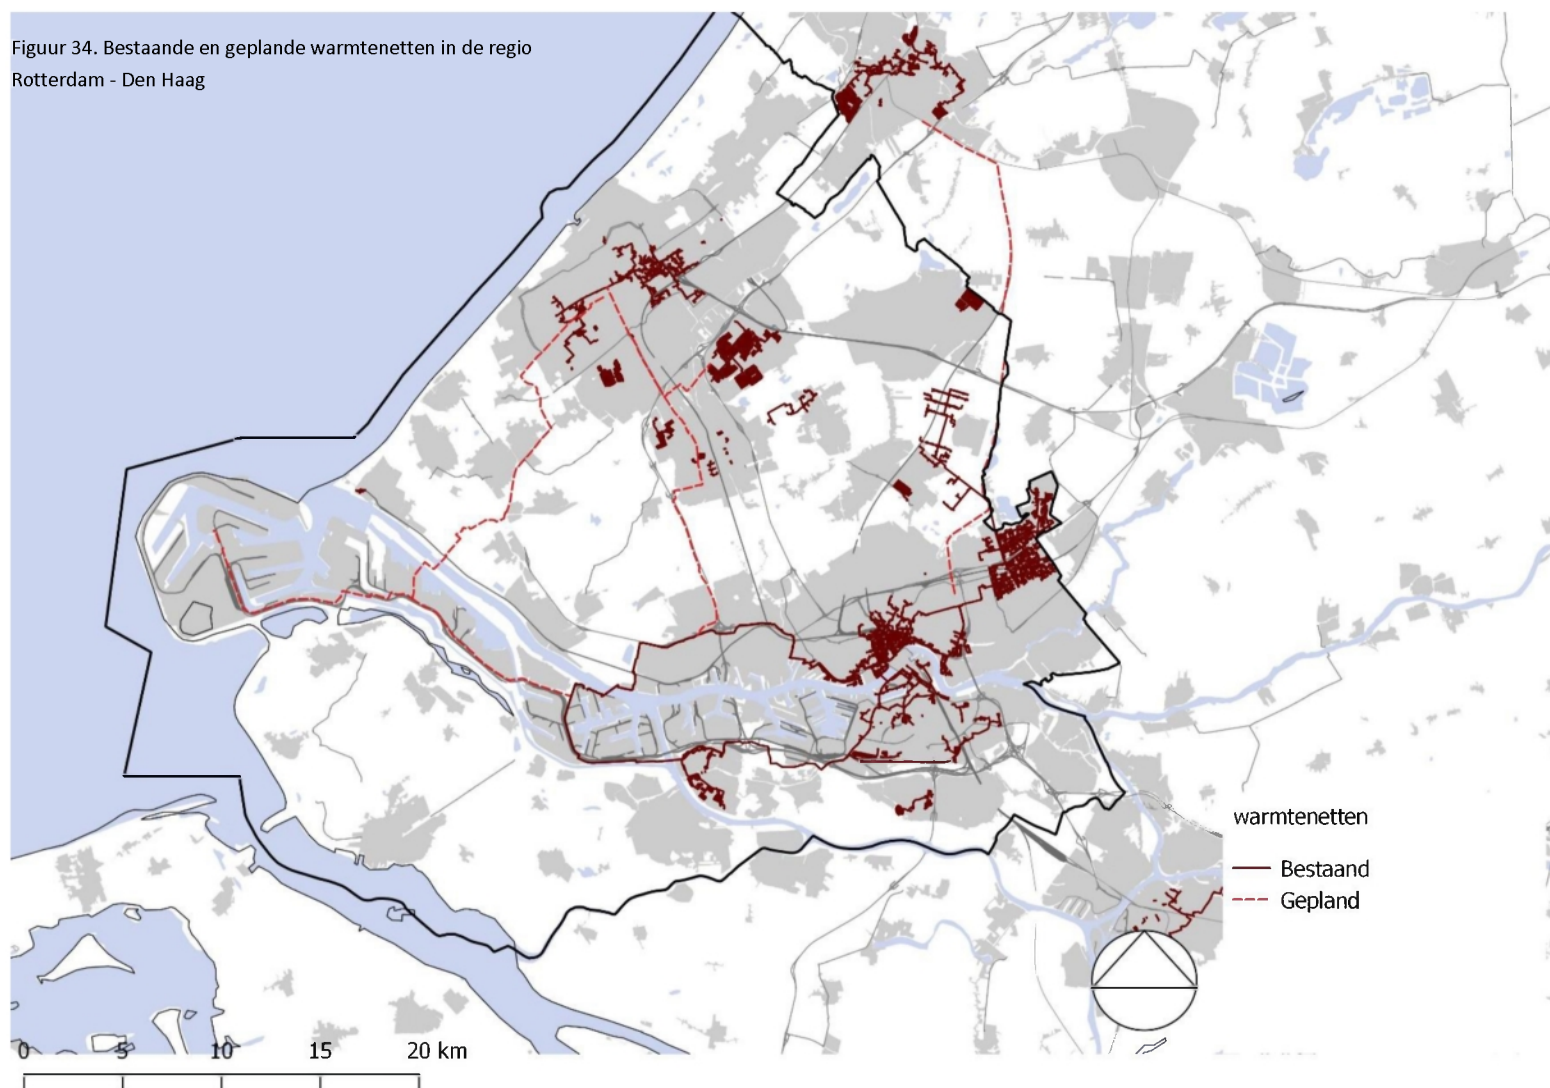 Figuur 34. Bestaande en geplande warmtenetten in de regio
Rotterdam - Den Haag
warmtenetten
Bestaand
Gepland
0 5 10 15 20 km